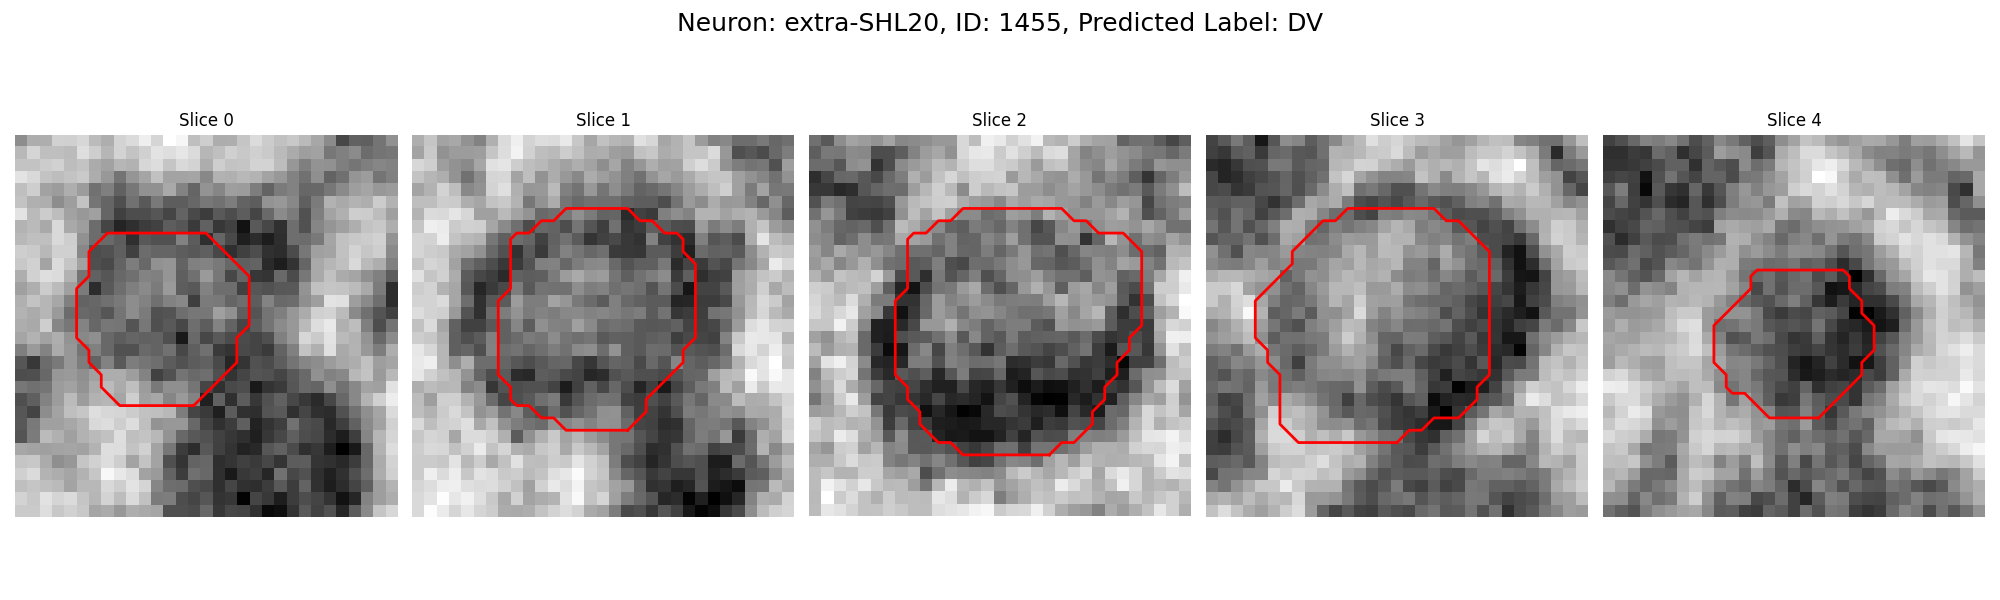 Neuron: extra-SHL20, ID: 1455, Predicted Label: DV
Slice 0
Slice 1
Slice 2
Slice 3
Slice 4